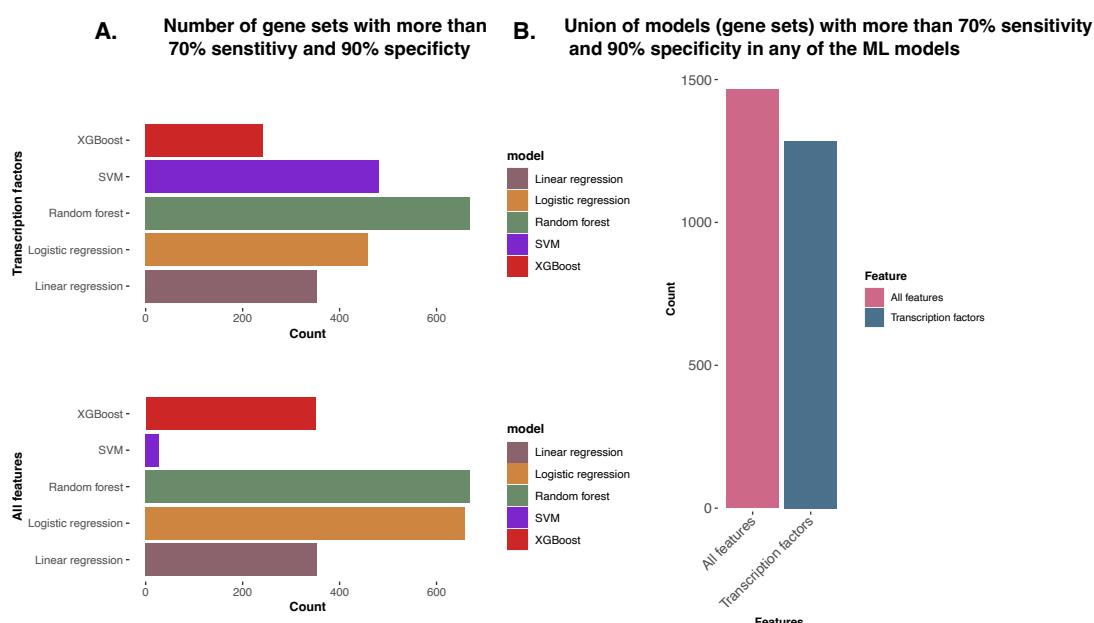 A.
Number of gene sets with more than
70% senstitivy and 90% specificty
Transcription factors
XGBoost
SVM
Random forest
Logistic regression
Linear regression
0 200 400 600
Count
model
Linear regression
Logistic regression
Random forest
SVM
XGBoost
All features
XGBoost
SVM
Random forest
Logistic regression
Linear regression
0 200 400 600
Count
model
Linear regression
Logistic regression
Random forest
SVM
XGBoost
B.
Union of models (gene sets) with more than 70% sensitivity
and 90% specificity in any of the ML models
Count
1500
1000
500
0
All features
Transcription factors
Features
Feature
All features
Transcription factors